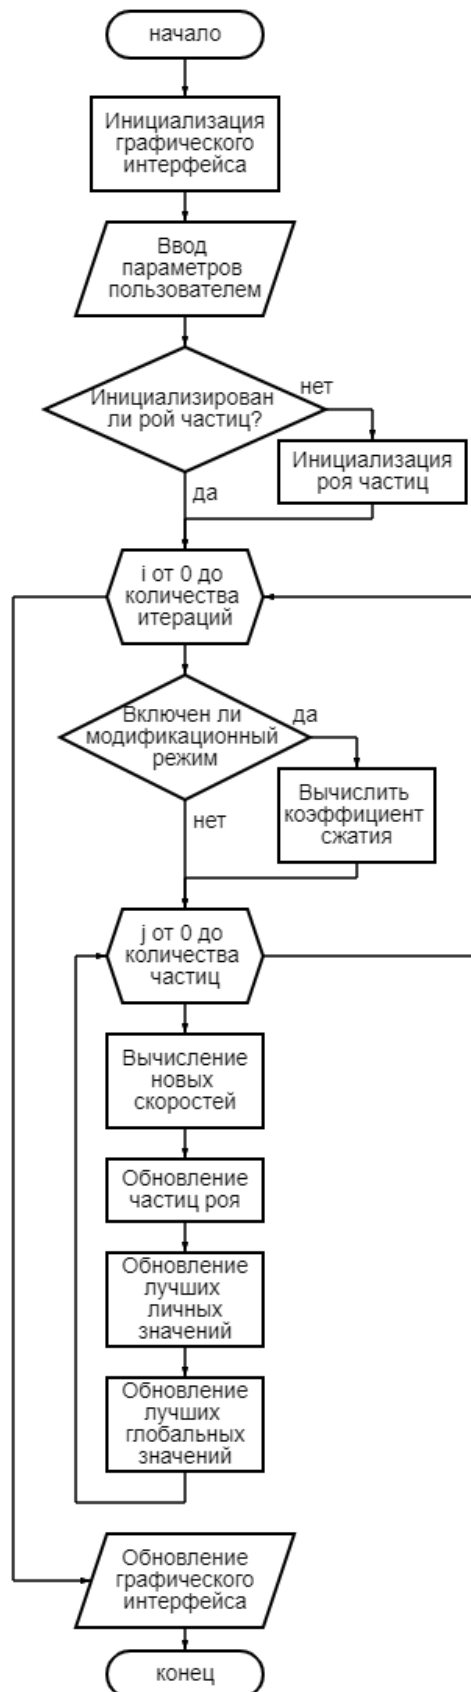 начало
Инициализация
графического
интерфейса
Ввод
параметров
пользователем
Инициализирован
ли рой частиц?
нет
Инициализация
роя частиц
да
i от 0 до
количества
итераций
Включен ли
модификационный
режим
да
Вычислить
коэффициент
сжатия
нет
j от 0 до
количества
частиц
Вычисление
новых
скоростей
Обновление
частиц роя
Обновление
лучших
личных
значений
Обновление
лучших
глобальных
значений
Обновление
графического
интерфейса
конец